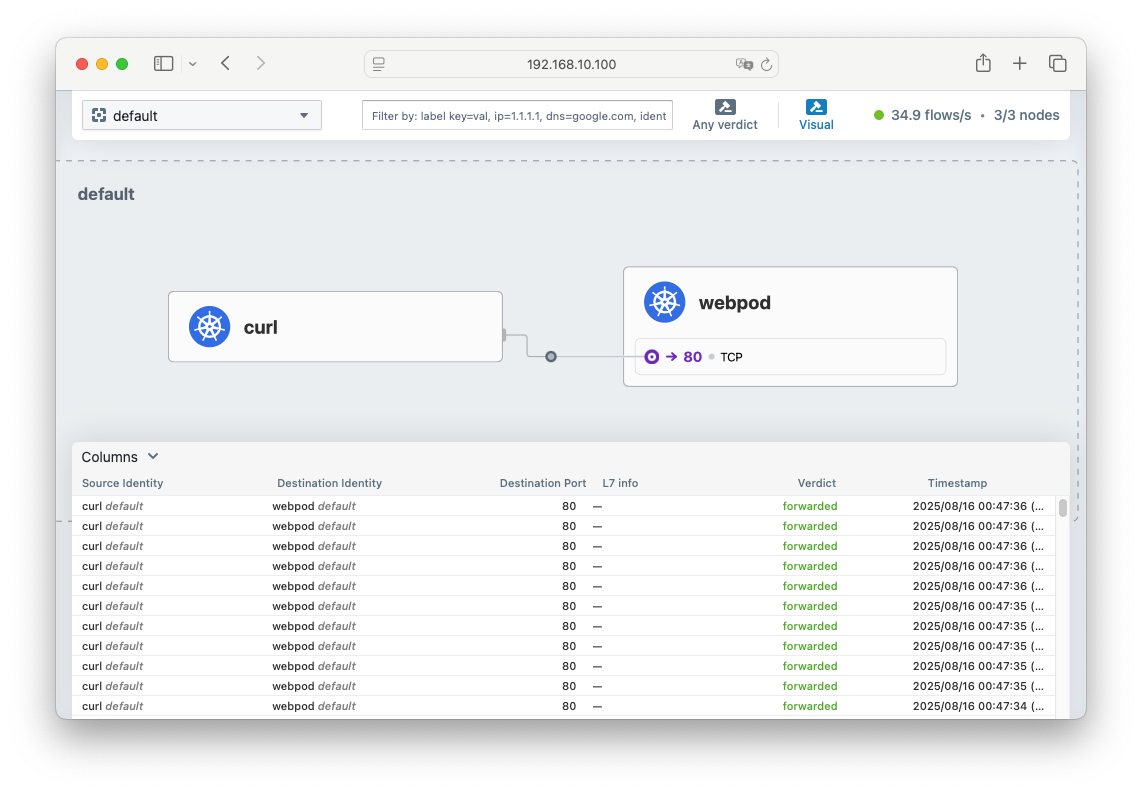 192.168.10.100
default
Filter by: label key=val, ip=1.1.1.1, dns=google.com, ident
Any verdict
Visual
34.9 flows/s • 3/3 nodes
default
curl
webpod
80 TCP
Columns
Source Identity Destination Identity Destination Port L7 info Verdict Timestamp
curl default webpod default 80 — forwarded 2025/08/16 00:47:36 (...
curl default webpod default 80 — forwarded 2025/08/16 00:47:36 (...
curl default webpod default 80 — forwarded 2025/08/16 00:47:36 (...
curl default webpod default 80 — forwarded 2025/08/16 00:47:36 (...
curl default webpod default 80 — forwarded 2025/08/16 00:47:36 (...
curl default webpod default 80 — forwarded 2025/08/16 00:47:35 (...
curl default webpod default 80 — forwarded 2025/08/16 00:47:35 (...
curl default webpod default 80 — forwarded 2025/08/16 00:47:35 (...
curl default webpod default 80 — forwarded 2025/08/16 00:47:35 (...
curl default webpod default 80 — forwarded 2025/08/16 00:47:35 (...
curl default webpod default 80 — forwarded 2025/08/16 00:47:34 (...